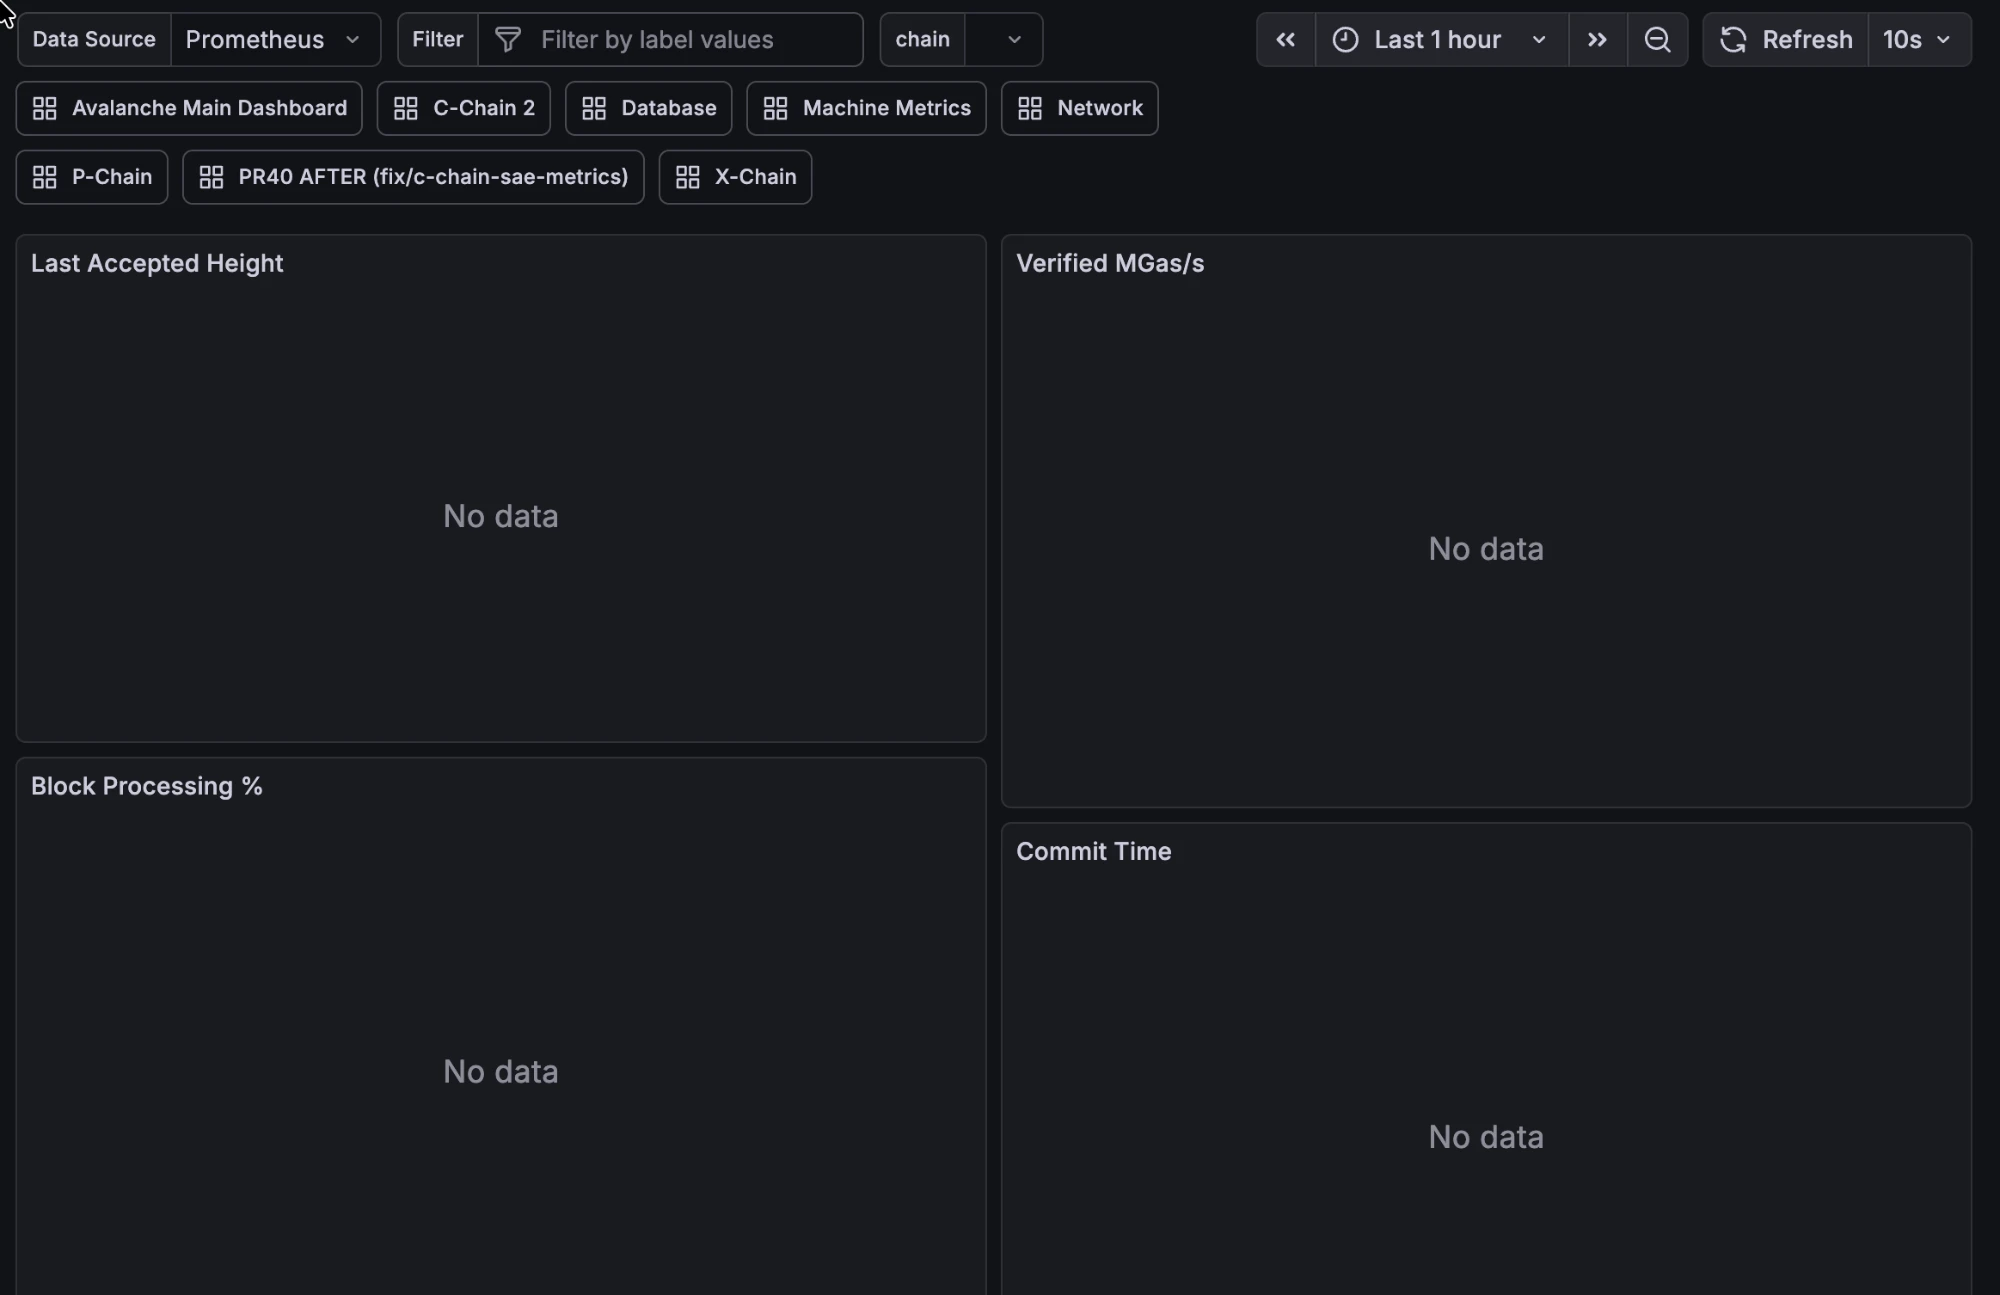 Data Source Prometheus Filter Filter by label values chain Last 1 hour Refresh 10s
Avalanche Main Dashboard C-Chain 2 Database Machine Metrics Network
P-Chain PR40 AFTER (fix/c-chain-sae-metrics) X-Chain
Last Accepted Height
No data
Verified MGas/s
No data
Block Processing %
No data
Commit Time
No data